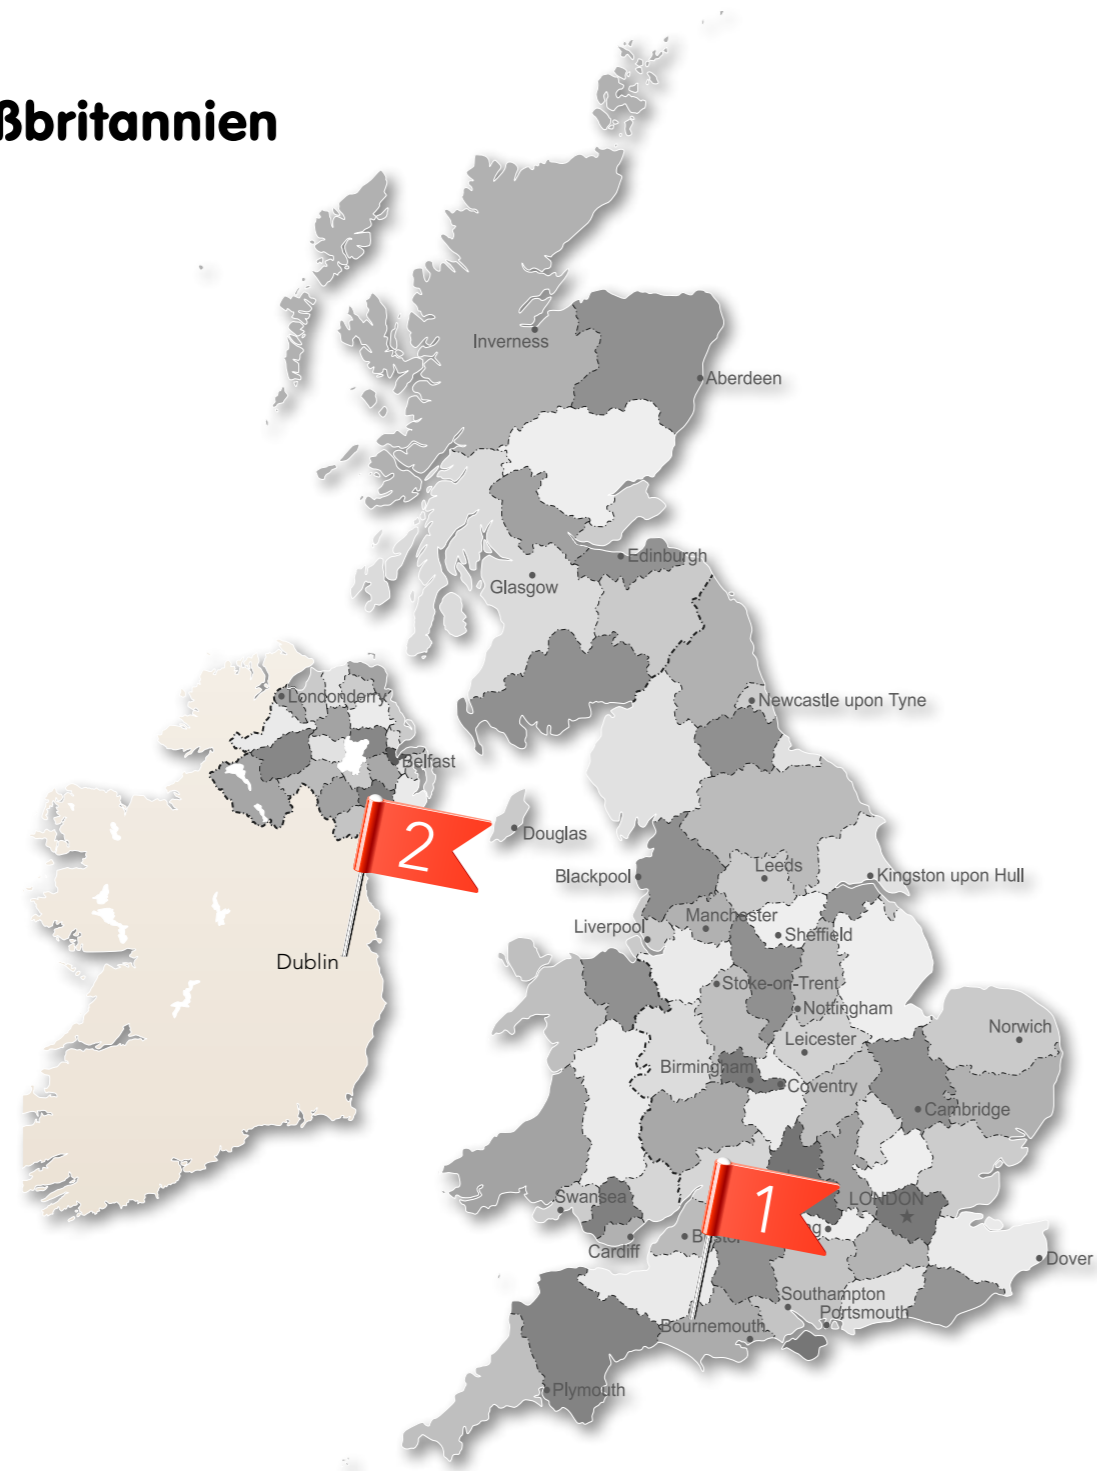 ßbritannien
Inverness
Aberdeen
Edinburgh
Glasgow
Londonderry
Newcastle upon Tyne
Belfast
2
Douglas
Leeds
Blackpool
Kingston upon Hull
Manchester
Liverpool
Sheffield
Dublin
Stoke-on-Trent
Nottingham
Norwich
Leicester
Birmingham
Coventry
Cambridge
1
Swansea
LONDON
Cardiff
Dover
Southampton
Portsmouth
Bournemouth
Plymouth